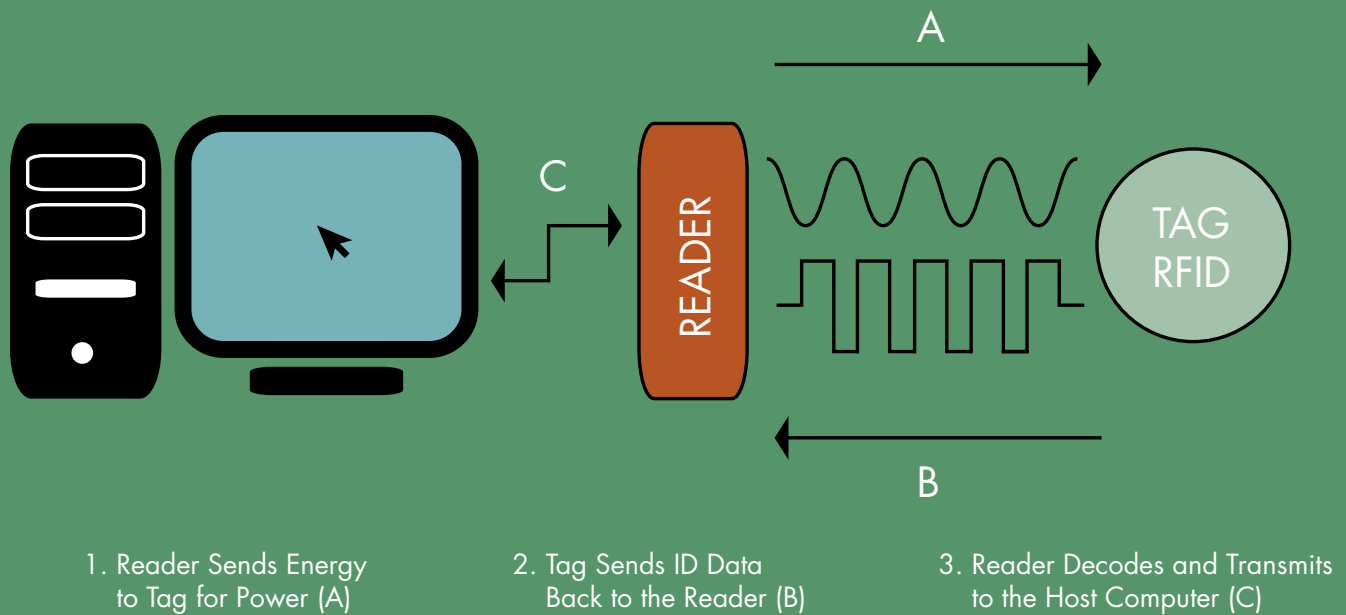 A
C
READER
TAG
RFID
B
1. Reader Sends Energy
to Tag for Power (A)
2. Tag Sends ID Data
Back to the Reader (B)
3. Reader Decodes and Transmits
to the Host Computer (C)